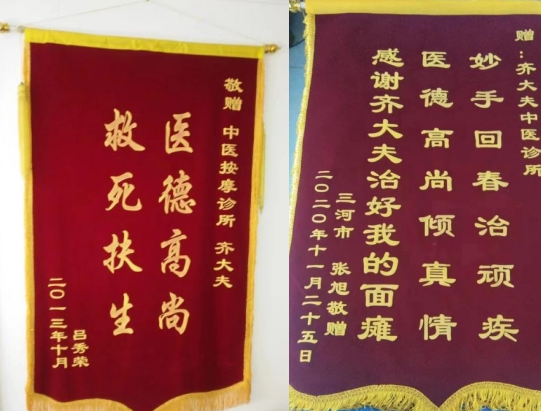 敬赠 中医按摩诊所 齐大夫
医德高尚
救死扶生
吕秀荣
二〇一三年十月
赠：齐大夫中医诊所
妙手回春治顽疾
医德高尚倾真情
感谢齐大夫治好我的面瘫
三河市 张旭敬赠
二〇二〇年十一月二十五日